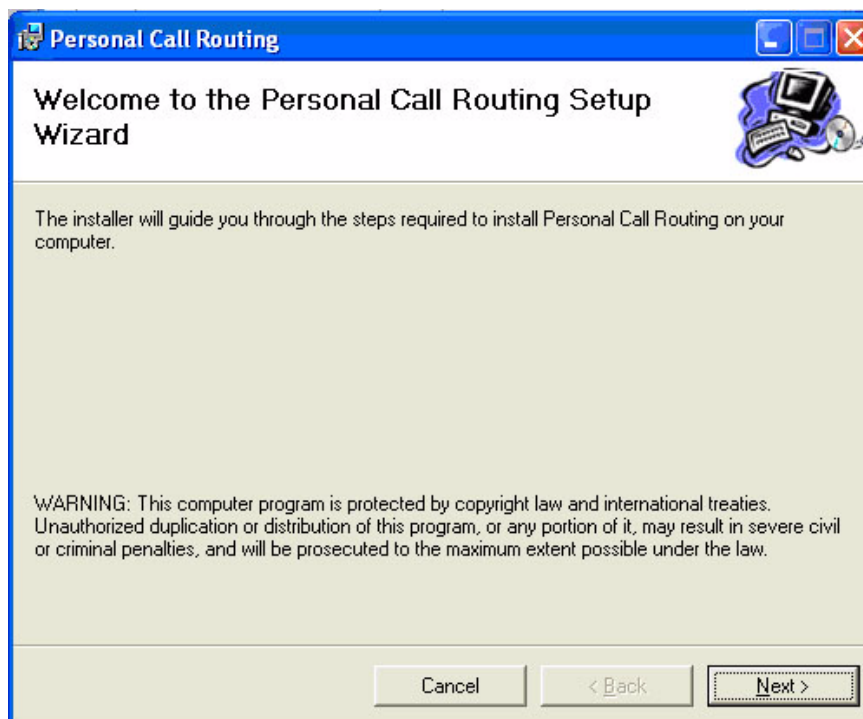 Personal Call Routing
Welcome to the Personal Call Routing Setup
Wizard
The installer will guide you through the steps required to install Personal Call Routing on your
computer.
WARNING: This computer program is protected by copyright law and international treaties.
Unauthorized duplication or distribution of this program, or any portion of it, may result in severe civil
or criminal penalties, and will be prosecuted to the maximum extent possible under the law.
Cancel
< Back
Next >